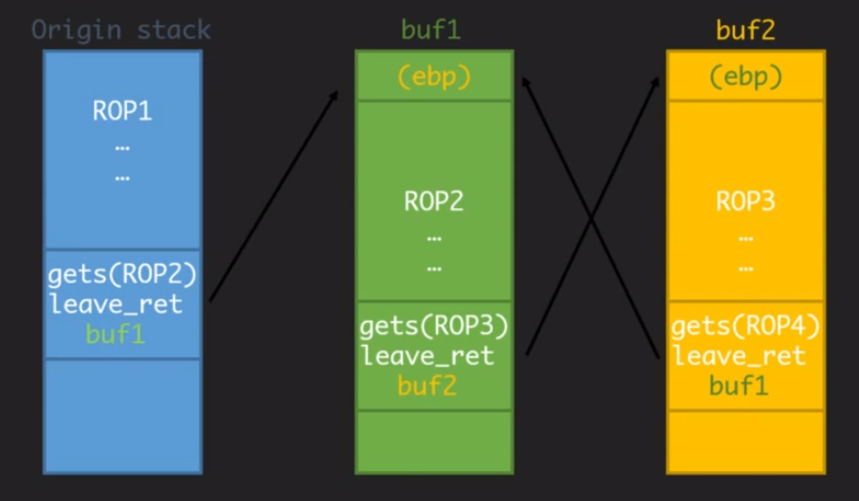 Origin stack
ROP1
…
…
gets(ROP2)
leave_ret
buf1
buf1
(ebp)
ROP2
…
…
gets(ROP3)
leave_ret
buf2
buf2
(ebp)
ROP3
…
…
gets(ROP4)
leave_ret
buf1